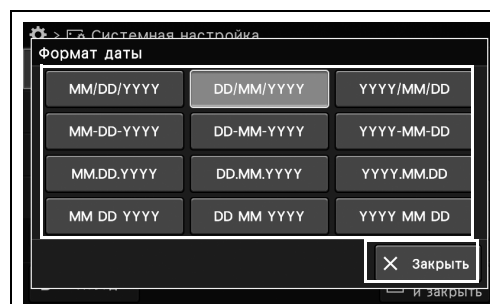 > Системная настройка
Формат даты
MM/DD/YYYY DD/MM/YYYY YYYY/MM/DD
MM-DD-YYYY DD-MM-YYYY YYYY-MM-DD
MM.DD.YYYY DD.MM.YYYY YYYY.MM.DD
MM DD YYYY DD MM YYYY YYYY MM DD
Закрыть
и закрыть